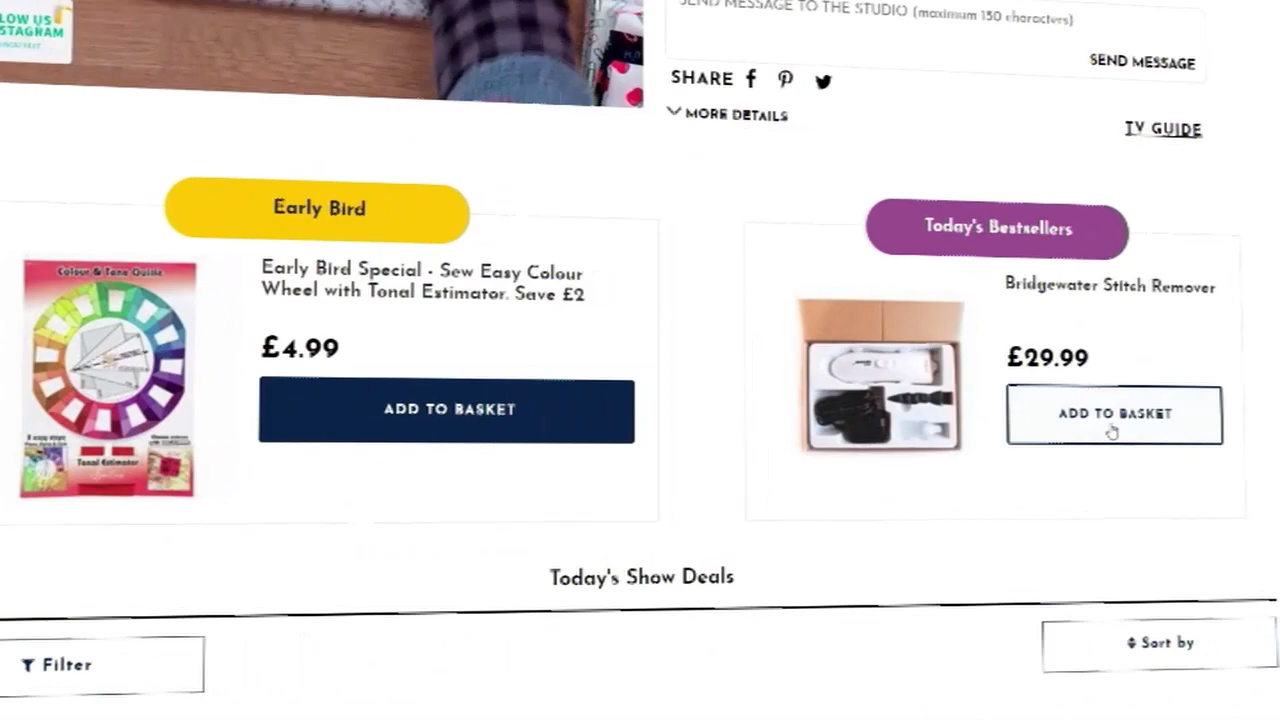 LOW US
STAGRAM
SEND MESSAGE TO THE STUDIO (maximum 150 characters)
SEND MESSAGE
SHARE
MORE DETAILS
TV GUIDE
Early Bird
Today's Bestsellers
Colour & Tone Guide
Early Bird Special - Sew Easy Colour
Wheel with Tonal Estimator. Save £2
£4.99
ADD TO BASKET
Tonal Estimator
Bridgewater Stitch Remover
£29.99
ADD TO BASKET
Today's Show Deals
Filter
Sort by